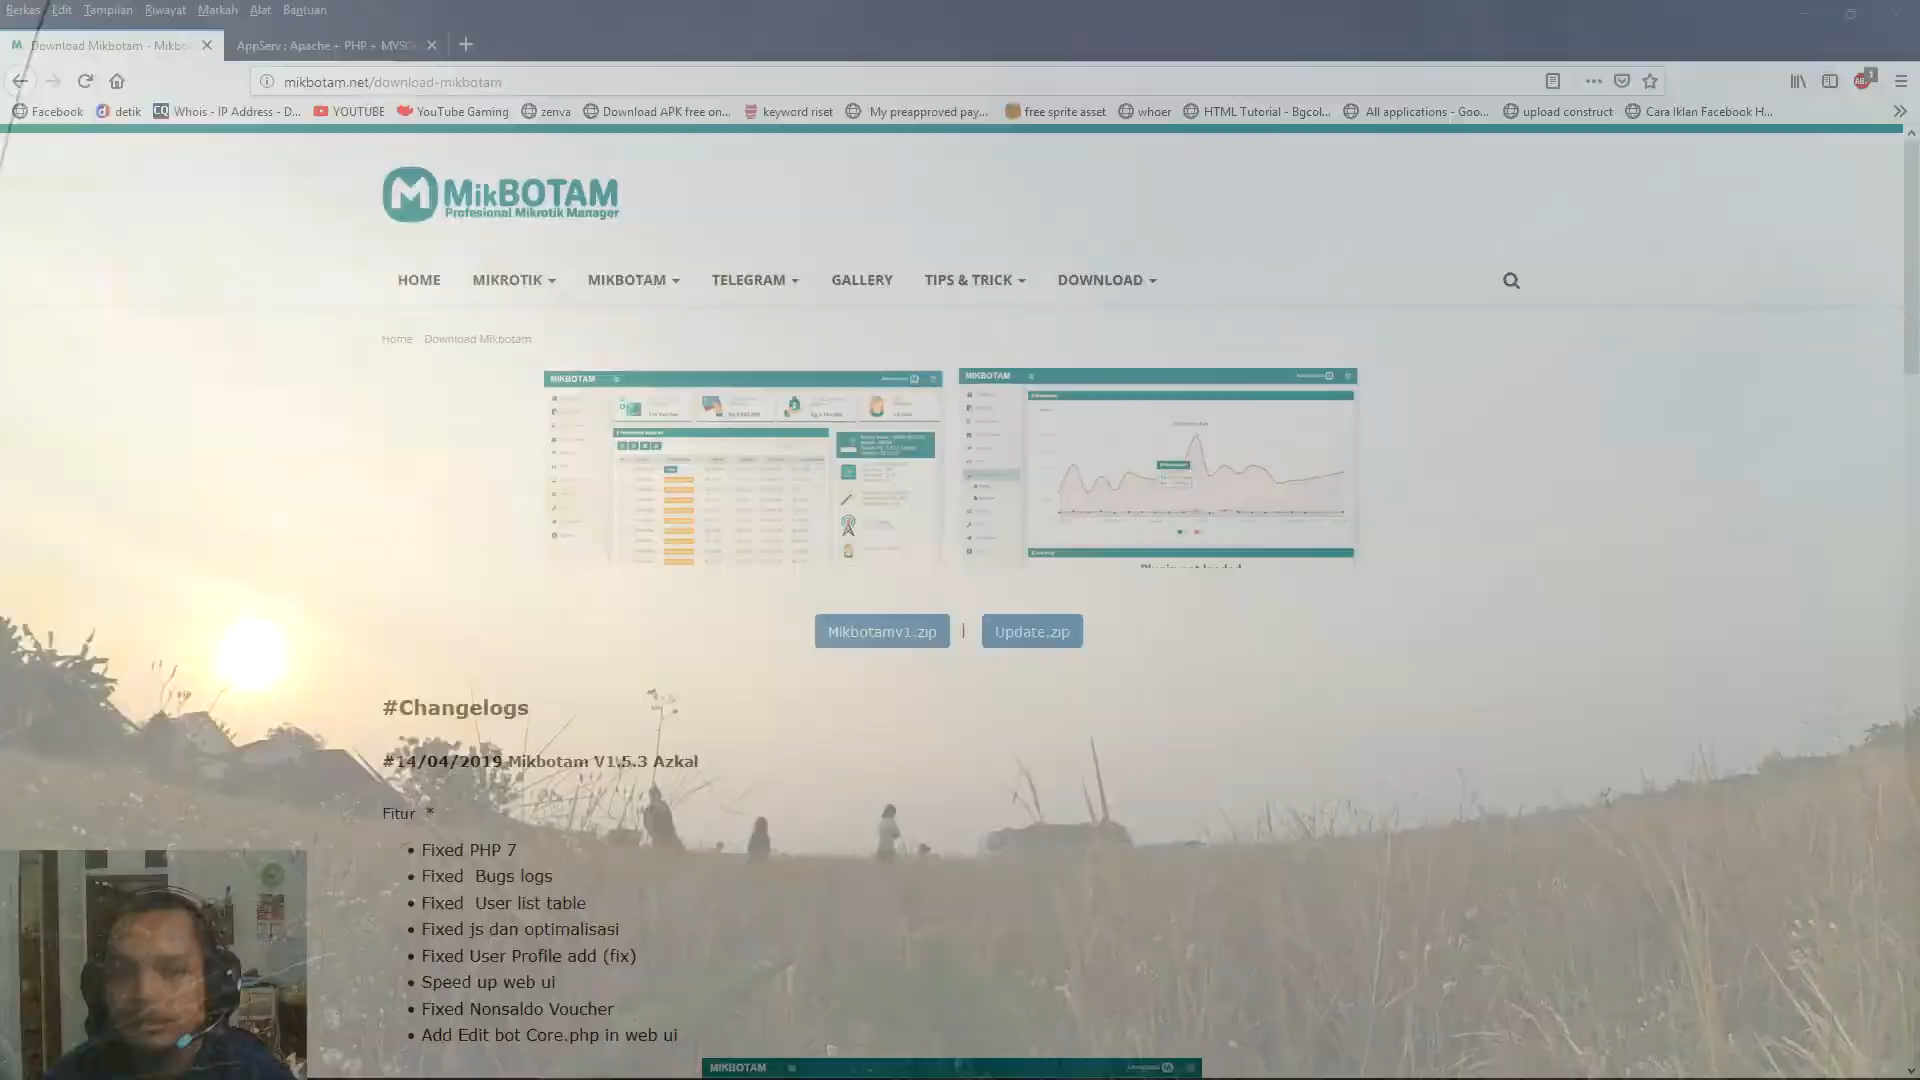 Berkas Edit Tampilan Riwayat Markah Alat Bantuan
Download Mikbotam - Mikbo
AppServ : Apache + PHP + MYSQ
mikbotam.net/download-mikbotam
Facebook detik Whois - IP Address - D... YOUTUBE YouTube Gaming zenva Download APK free on... keyword riset My preapproved pay... free sprite asset whoer HTML Tutorial - Bgcol... All applications - Goo... upload construct Cara Iklan Facebook H...
MikBOTAM
Profesional Mikrotik Manager
HOME MIKROTIK MIKBOTAM TELEGRAM GALLERY TIPS & TRICK DOWNLOAD
Home Download Mikbotam
MIKBOTAM
MIKBOTAM
Mikbotamv1.zip | Update.zip
#Changelogs
#14/04/2019 Mikbotam V1.5.3 Azkal
Fitur *
• Fixed PHP 7
• Fixed Bugs logs
• Fixed User list table
• Fixed js dan optimalisasi
• Fixed User Profile add (fix)
• Speed up web ui
• Fixed Nonsaldo Voucher
• Add Edit bot Core.php in web ui
MIKBOTAM